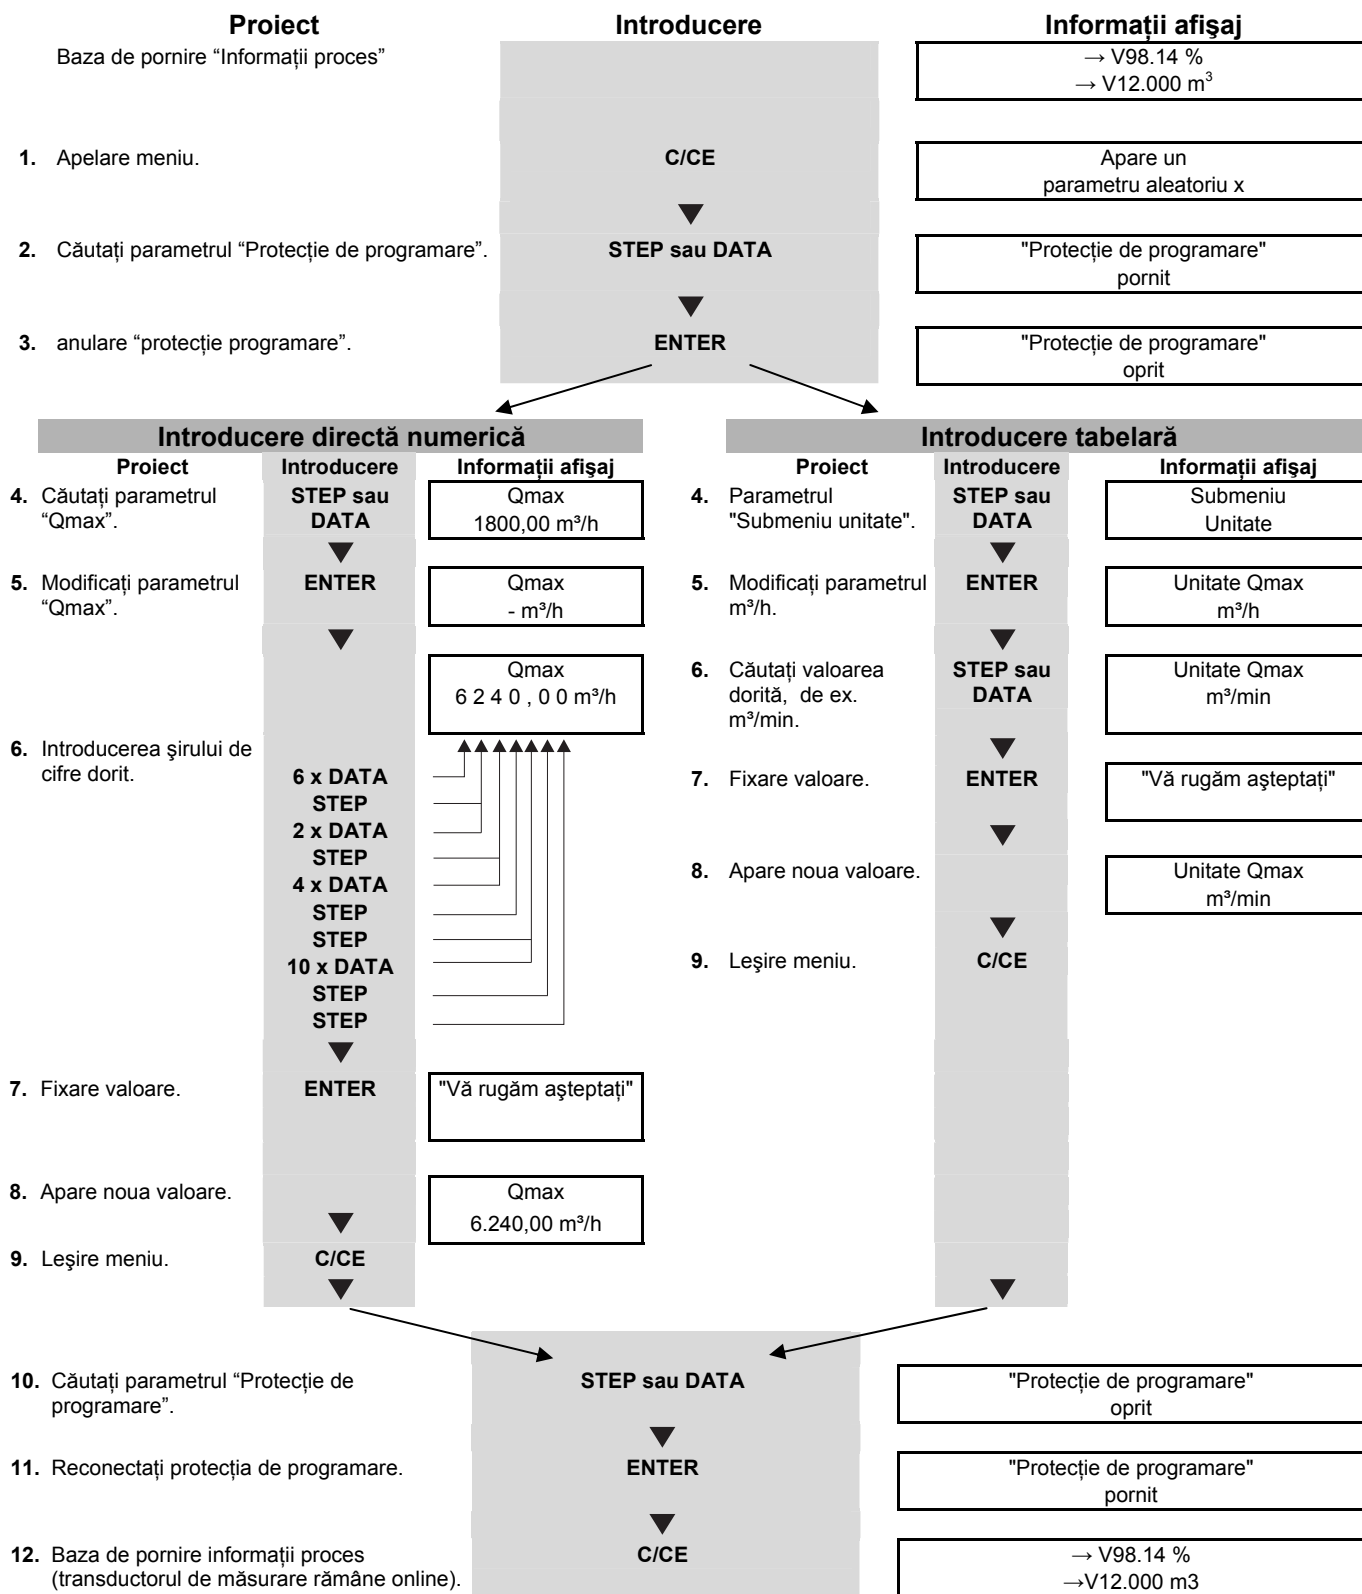 Proiect Introducere Informații afişaj
Baza de pornire “Informații proces”
→ V98.14 %
→ V12.000 m³
1. Apelare meniu. C/CE Apare un
parametru aleatoriu x
2. Căutați parametrul “Protecție de programare”. STEP sau DATA "Protecție de programare"
pornit
3. anulare “protecție programare”. ENTER "Protecție de programare"
oprit
Introducere directă numerică
Proiect Introducere Informații afişaj
4. Căutați parametrul STEP sau Qmax
“Qmax”. DATA 1800,00 m³/h
5. Modificați parametrul ENTER Qmax
“Qmax”. - m³/h
Qmax
6 2 4 0 , 0 0 m³/h
6. Introducerea şirului de
cifre dorit.
6 x DATA
STEP
2 x DATA
STEP
4 x DATA
STEP
STEP
10 x DATA
STEP
STEP
7. Fixare valoare. ENTER "Vă rugăm aşteptați"
8. Apare noua valoare. Qmax
6.240,00 m³/h
9. Leşire meniu. C/CE
Introducere tabelară
Proiect Introducere Informații afişaj
4. Parametrul STEP sau Submeniu
"Submeniu unitate". DATA Unitate
5. Modificați parametrul ENTER Unitate Qmax
m³/h. m³/h
6. Căutați valoarea STEP sau Unitate Qmax
dorită, de ex. DATA m³/min
m³/min.
7. Fixare valoare. ENTER "Vă rugăm aşteptați"
8. Apare noua valoare. Unitate Qmax
m³/min
9. Leşire meniu. C/CE
10. Căutați parametrul “Protecție de STEP sau DATA "Protecție de programare"
programare”. oprit
11. Reconectați protecția de programare. ENTER "Protecție de programare"
pornit
12. Baza de pornire informații proces C/CE → V98.14 %
(transductorul de măsurare rămâne online). →V12.000 m3